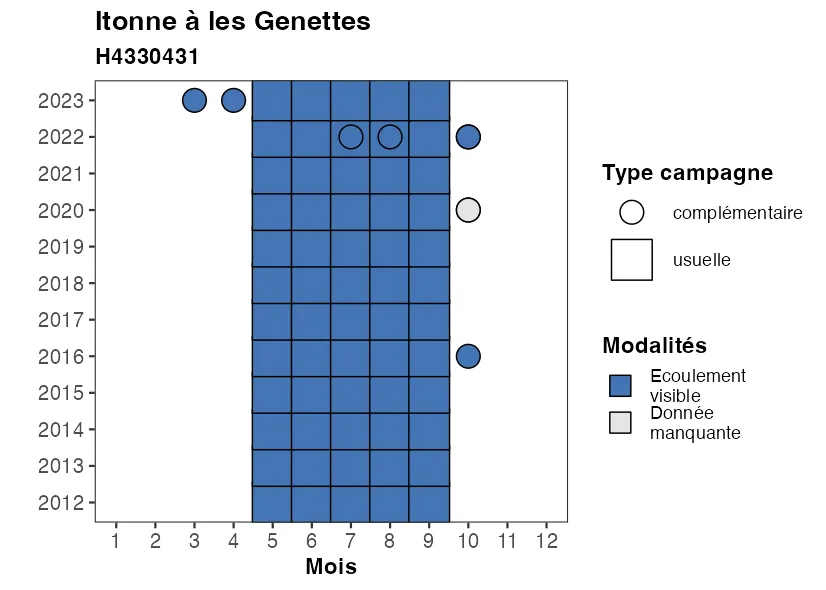 Itonne à les Genettes
H4330431
2023
2022
2021
2020
2019
2018
2017
2016
2015
2014
2013
2012
1 2 3 4 5 6 7 8 9 10 11 12
Mois
Type campagne
complémentaire
usuelle
Modalités
Ecoulement
visible
Donnée
manquante